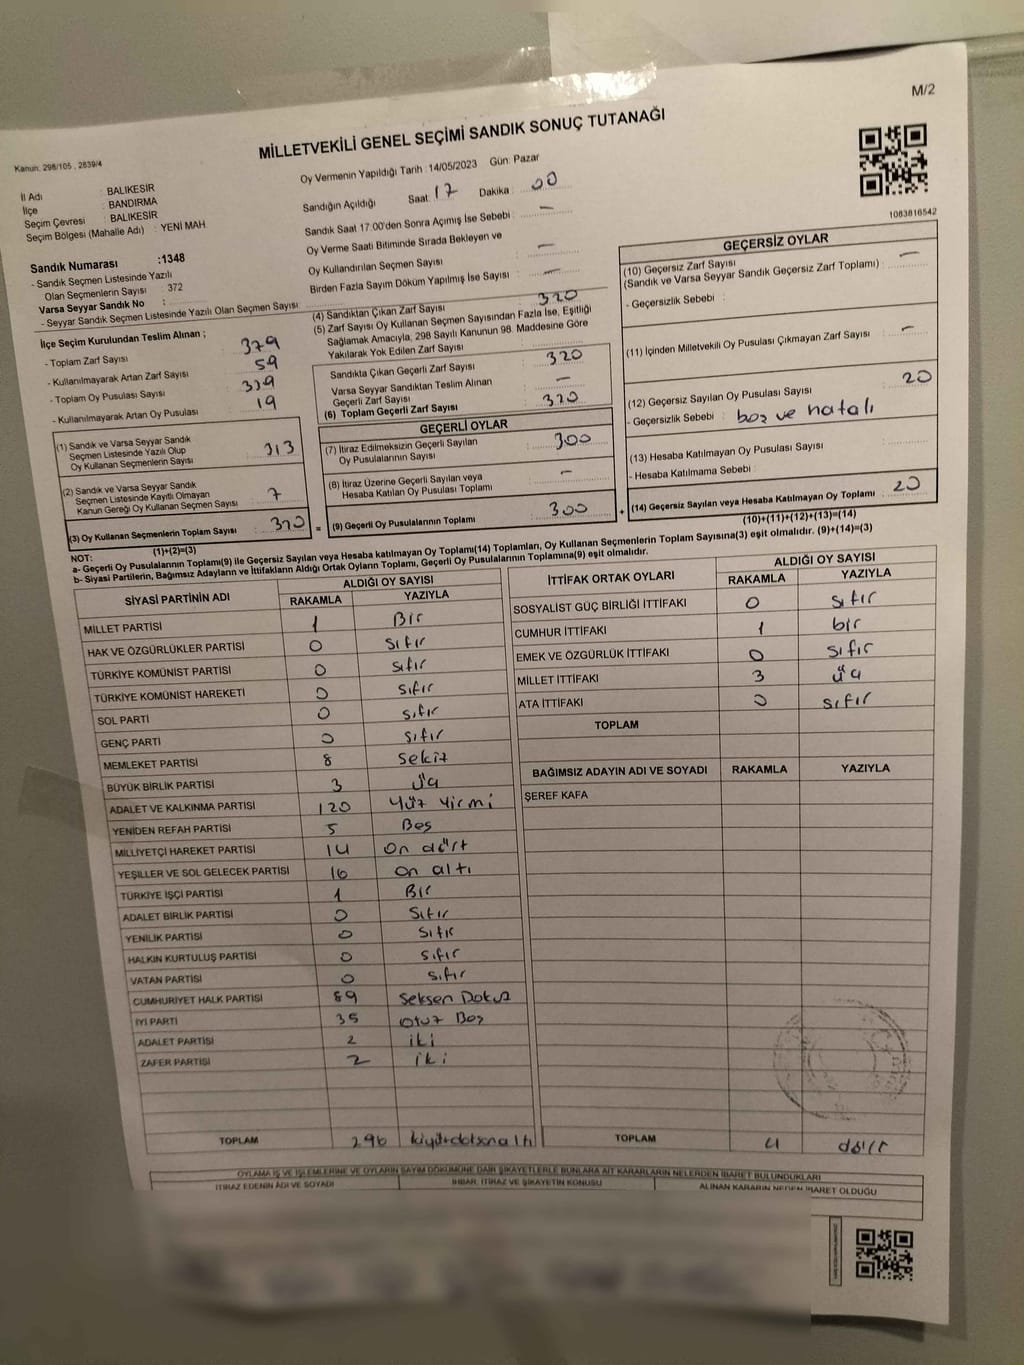 M/2
MİLLETVEKİLİ GENEL SEÇİMİ SANDIK SONUÇ TUTANAĞI
Kanun: 298/105 , 2839/4
İl Adı : BALIKESİR
İlçe : BANDIRMA
Seçim Çevresi : BALIKESİR
Seçim Bölgesi (Mahalle Adı) : YENİ MAH
Sandık Numarası :1348
- Sandık Seçmen Listesinde Yazılı
Olan Seçmenlerin Sayısı : 372
Varsa Seyyar Sandık No :
- Seyyar Sandık Seçmen Listesinde Yazılı Olan Seçmen Sayısı:
Oy Vermenin Yapıldığı Tarih : 14/05/2023 Gün: Pazar
Sandığın Açıldığı Saat: 17 Dakika : 00
Sandık Saat 17:00'den Sonra Açımış İse Sebebi : —
Oy Verme Saati Bitiminde Sırada Bekleyen ve
Oy Kullandırılan Seçmen Sayısı : —
Birden Fazla Sayım Döküm Yapılmış İse Sayısı : —
1083816542
İlçe Seçim Kurulundan Teslim Alınan ;
- Toplam Zarf Sayısı : 379
- Kullanılmayarak Artan Zarf Sayısı : 59
- Toplam Oy Pusulası Sayısı : 339
- Kullanılmayarak Artan Oy Pusulası : 19
(1) Sandık ve Varsa Seyyar Sandık
Seçmen Listesinde Yazılı Olup
Oy Kullanan Seçmenlerin Sayısı : 313
(2) Sandık ve Varsa Seyyar Sandık
Seçmen Listesinde Kayıtlı Olmayan
Kanun Gereği Oy Kullanan Seçmen Sayısı : 7
(3) Oy Kullanan Seçmenlerin Toplam Sayısı : 320 =
(1)+(2)=(3)
(4) Sandıktan Çıkan Zarf Sayısı : 320
(5) Zarf Sayısı Oy Kullanan Seçmen Sayısından Fazla İse, Eşitliği
Sağlamak Amacıyla, 298 Sayılı Kanunun 98. Maddesine Göre
Yakılarak Yok Edilen Zarf Sayısı :
Sandıkta Çıkan Geçerli Zarf Sayısı : 320
Varsa Seyyar Sandıktan Teslim Alınan
Geçerli Zarf Sayısı : —
(6) Toplam Geçerli Zarf Sayısı : 320
GEÇERLİ OYLAR
(7) İtiraz Edilmeksizin Geçerli Sayılan
Oy Pusulalarının Sayısı : 300
(8) İtiraz Üzerine Geçerli Sayılan veya
Hesaba Katılan Oy Pusulası Toplamı : —
(9) Geçerli Oy Pusulalarının Toplamı : 300 +
GEÇERSİZ OYLAR
(10) Geçersiz Zarf Sayısı
(Sandık ve Varsa Seyyar Sandık Geçersiz Zarf Toplamı) : —
- Geçersizlik Sebebi :
(11) İçinden Milletvekili Oy Pusulası Çıkmayan Zarf Sayısı : —
(12) Geçersiz Sayılan Oy Pusulası Sayısı : 20
- Geçersizlik Sebebi : boş ve hatalı
(13) Hesaba Katılmayan Oy Pusulası Sayısı :
- Hesaba Katılmama Sebebi :
(14) Geçersiz Sayılan veya Hesaba Katılmayan Oy Toplamı : 20
(10)+(11)+(12)+(13)=(14)
NOT:
a- Geçerli Oy Pusulalarının Toplamı(9) ile Geçersiz Sayılan veya Hesaba katılmayan Oy Toplamı(14) Toplamları, Oy Kullanan Seçmenlerin Toplam Sayısına(3) eşit olmalıdır. (9)+(14)=(3)
b- Siyasi Partilerin, Bağımsız Adayların ve İttifakların Aldığı Ortak Oyların Toplamı, Geçerli Oy Pusulalarının Toplamına(9) eşit olmalıdır.
SİYASİ PARTİNİN ADI ALDIĞI OY SAYISI
RAKAMLA YAZIYLA
MİLLET PARTİSİ 1 Bir
HAK VE ÖZGÜRLÜKLER PARTİSİ 0 sıfır
TÜRKİYE KOMÜNİST PARTİSİ 0 sıfır
TÜRKİYE KOMÜNİST HAREKETİ 0 sıfır
SOL PARTİ 0 sıfır
GENÇ PARTİ 0 sıfır
MEMLEKET PARTİSİ 8 sekiz
BÜYÜK BİRLİK PARTİSİ 3 üç
ADALET VE KALKINMA PARTİSİ 120 Yüz Yirmi
YENİDEN REFAH PARTİSİ 5 Beş
MİLLİYETÇİ HAREKET PARTİSİ 14 On dört
YEŞİLLER VE SOL GELECEK PARTİSİ 16 on altı
TÜRKİYE İŞÇİ PARTİSİ 1 Bir
ADALET BİRLİK PARTİSİ 0 Sıfır
YENİLİK PARTİSİ 0 Sıfır
HALKIN KURTULUŞ PARTİSİ 0 sıfır
VATAN PARTİSİ 0 sıfır
CUMHURİYET HALK PARTİSİ 89 Seksen Dokuz
İYİ PARTİ 35 Otuz Beş
ADALET PARTİSİ 2 iki
ZAFER PARTİSİ 2 iki
TOPLAM 296 ikiyüzdoksanaltı
İTTİFAK ORTAK OYLARI ALDIĞI OY SAYISI
RAKAMLA YAZIYLA
SOSYALİST GÜÇ BİRLİĞİ İTTİFAKI 0 sıfır
CUMHUR İTTİFAKI 1 bir
EMEK VE ÖZGÜRLÜK İTTİFAKI 0 sıfır
MİLLET İTTİFAKI 3 üç
ATA İTTİFAKI 0 sıfır
TOPLAM
BAĞIMSIZ ADAYIN ADI VE SOYADI RAKAMLA YAZIYLA
ŞEREF KAFA
TOPLAM 4 dört
OYLAMA İŞ VE İŞLEMLERİNE VE OYLARIN SAYIM DÖKÜMÜNE DAİR ŞİKAYETLERLE BUNLARA AİT KARARLARIN NELERDEN İBARET BULUNDUKLARI
İTİRAZ EDENİN ADI VE SOYADI İHBAR, İTİRAZ VE ŞİKAYETİN KONUSU ALINAN KARARIN NEDEN İBARET OLDUĞU